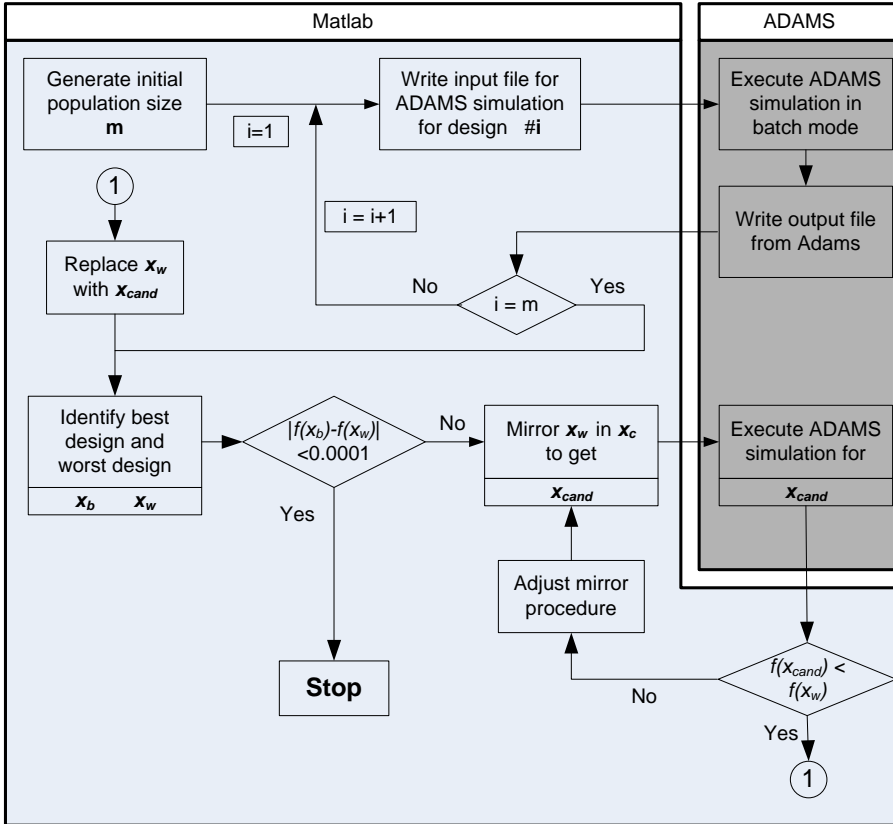 Matlab
ADAMS
Generate initial
population size
m
i=1
Write input file for
ADAMS simulation
for design #i
Execute ADAMS
simulation in
batch mode
1
i = i+1
Write output file
from Adams
Replace x_w
with x_cand
No
i = m
Yes
Identify best
design and
worst design
x_b x_w
|f(x_b)-f(x_w)|
<0.0001
No
Yes
Mirror x_w in x_c
to get
x_cand
Execute ADAMS
simulation for
x_cand
Adjust mirror
procedure
Stop
f(x_cand) <
f(x_w)
No
Yes
1